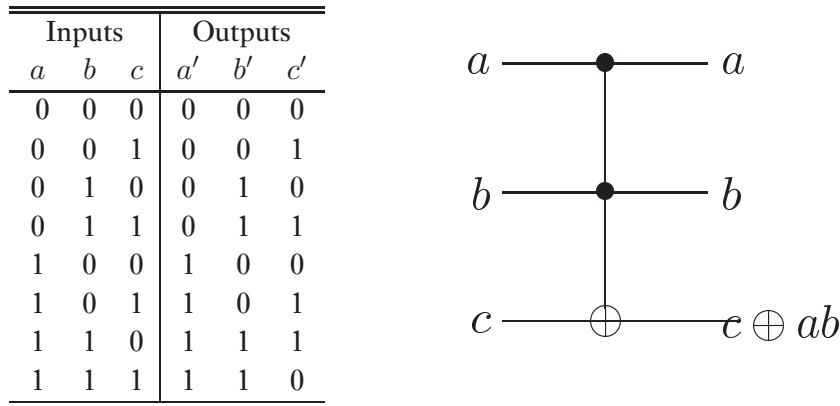 Inputs Outputs
a b c a′ b′ c′
0 0 0 0 0 0
0 0 1 0 0 1
0 1 0 0 1 0
0 1 1 0 1 1
1 0 0 1 0 0
1 0 1 1 0 1
1 1 0 1 1 1
1 1 1 1 1 0
a a
b b
c c ⊕ ab